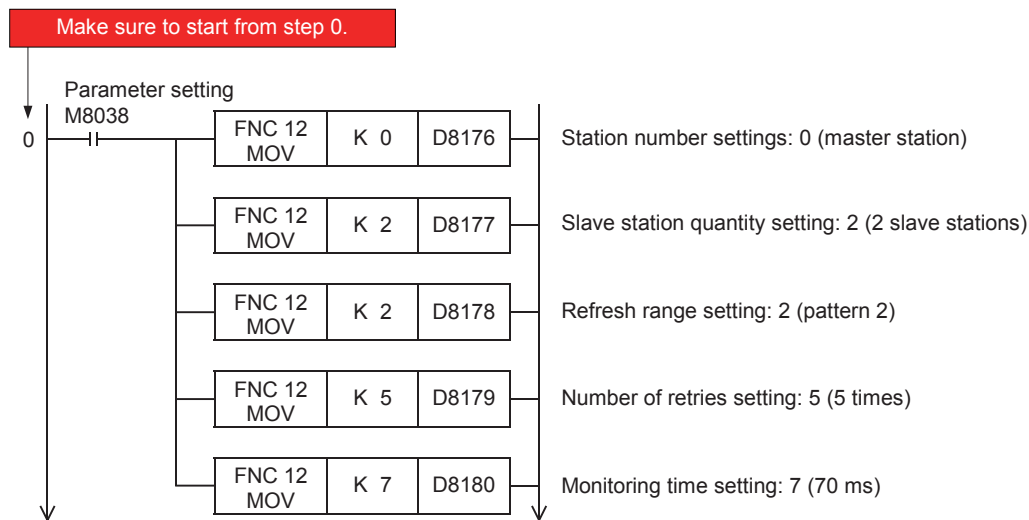 Make sure to start from step 0.
Parameter setting
M8038
0
FNC 12
MOV
K 0
D8176
Station number settings: 0 (master station)
FNC 12
MOV
K 2
D8177
Slave station quantity setting: 2 (2 slave stations)
FNC 12
MOV
K 2
D8178
Refresh range setting: 2 (pattern 2)
FNC 12
MOV
K 5
D8179
Number of retries setting: 5 (5 times)
FNC 12
MOV
K 7
D8180
Monitoring time setting: 7 (70 ms)